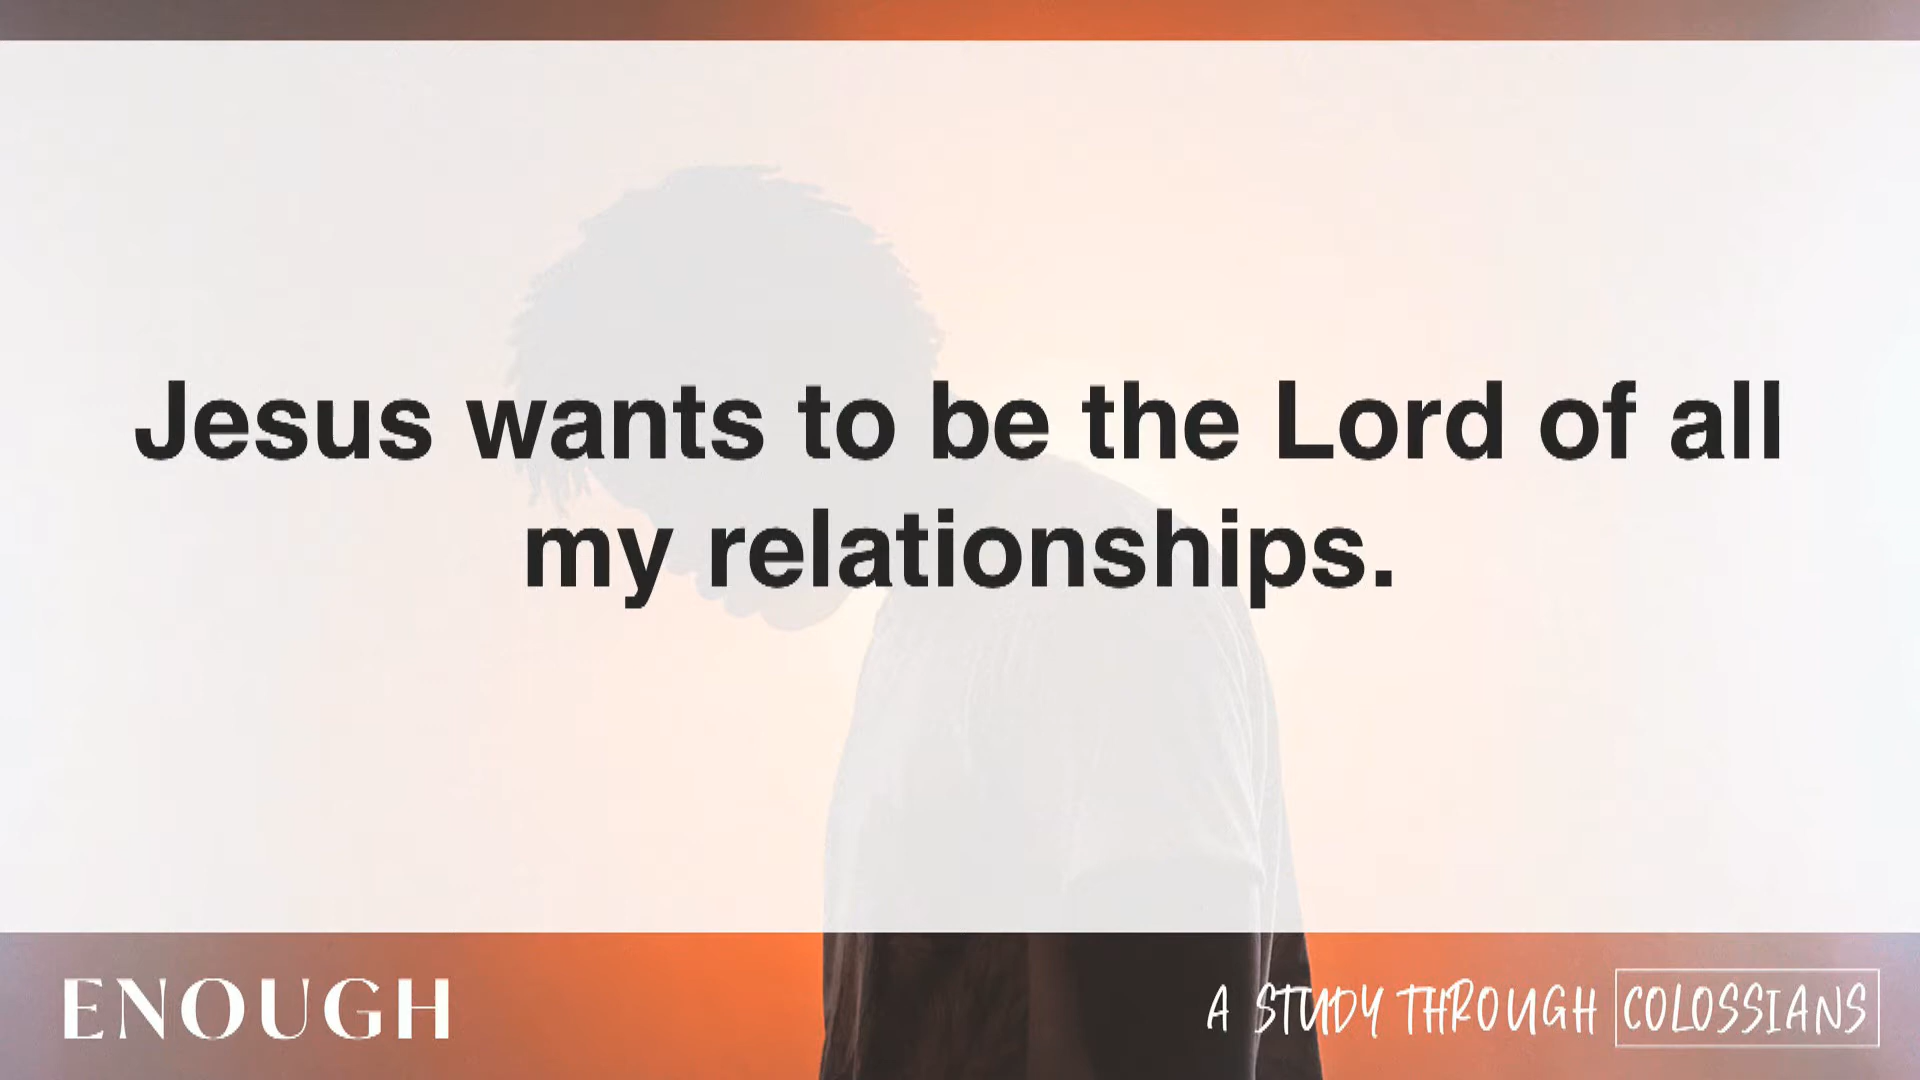 Jesus wants to be the Lord of all
my relationships.
ENOUGH
A STUDY THROUGH COLOSSIANS